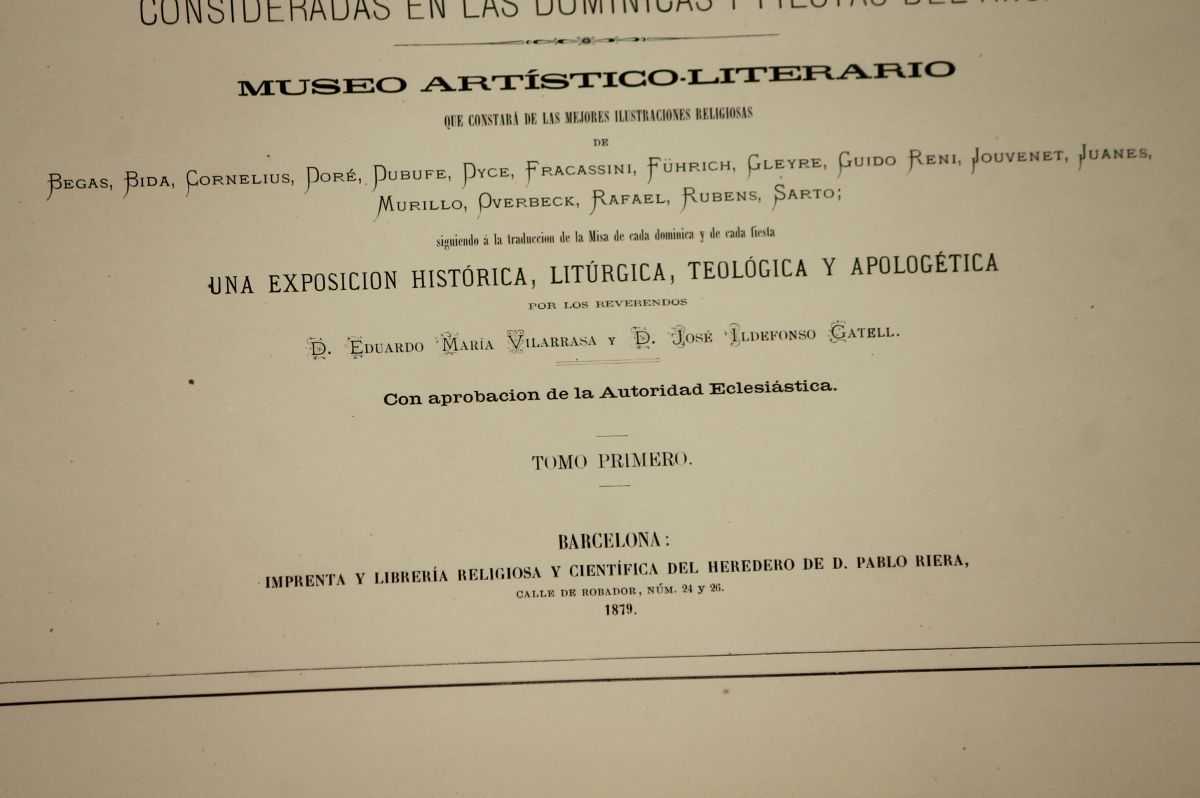 CONSIDERADAS EN LAS DOMINICAS Y FIESTAS DEL AÑO.
MUSEO ARTÍSTICO-LITERARIO
QUE CONSTARÁ DE LAS MEJORES ILUSTRACIONES RELIGIOSAS
DE
BEGAS, BIDA, CORNELIUS, DORÉ, DUBUFE, DYCE, FRACASSINI, FÜHRICH, GLEYRE, GUIDO RENI, JOUVENET, JUANES,
MURILLO, OVERBECK, RAFAEL, RUBENS, SARTO;
siguiendo á la traduccion de la Misa de cada dominica y de cada fiesta
UNA EXPOSICION HISTÓRICA, LITÚRGICA, TEOLÓGICA Y APOLOGÉTICA
POR LOS REVERENDOS
D. EDUARDO MARÍA VILARRASA Y D. JOSÉ ILDEFONSO GATELL.
Con aprobacion de la Autoridad Eclesiástica.
TOMO PRIMERO.
BARCELONA:
IMPRENTA Y LIBRERÍA RELIGIOSA Y CIENTÍFICA DEL HEREDERO DE D. PABLO RIERA,
CALLE DE ROBADOR, NÚM. 24 y 26.
1879.